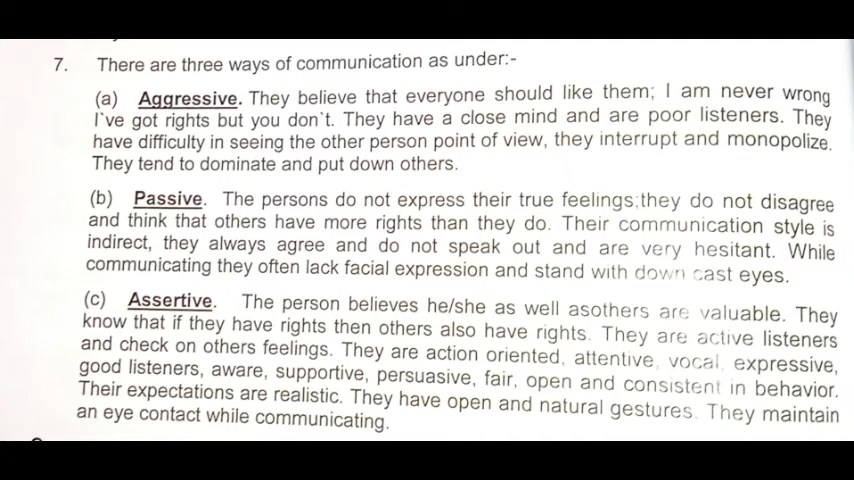 7. There are three ways of communication as under:-
(a) Aggressive. They believe that everyone should like them; I am never wrong
I`ve got rights but you don`t. They have a close mind and are poor listeners. They
have difficulty in seeing the other person point of view, they interrupt and monopolize.
They tend to dominate and put down others.
(b) Passive. The persons do not express their true feelings;they do not disagree
and think that others have more rights than they do. Their communication style is
indirect, they always agree and do not speak out and are very hesitant. While
communicating they often lack facial expression and stand with down cast eyes.
(c) Assertive. The person believes he/she as well asothers are valuable. They
know that if they have rights then others also have rights. They are active listeners
and check on others feelings. They are action oriented, attentive, vocal, expressive,
good listeners, aware, supportive, persuasive, fair, open and consistent in behavior.
Their expectations are realistic. They have open and natural gestures. They maintain
an eye contact while communicating.